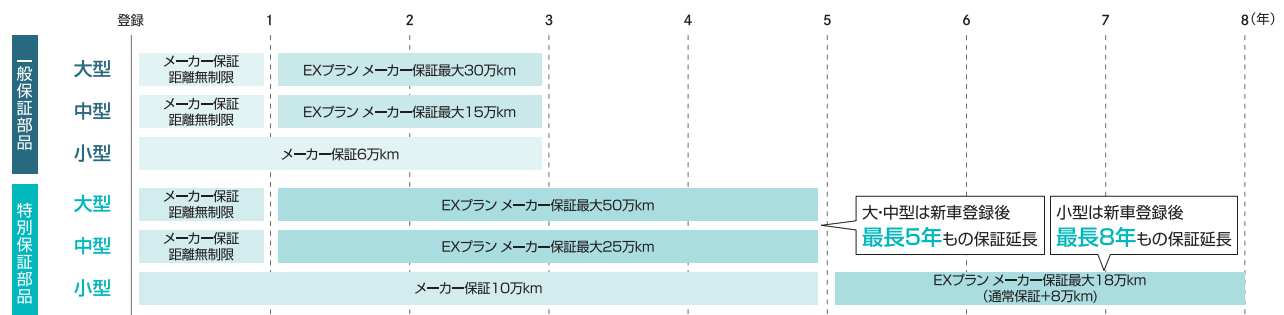 登録 1 2 3 4 5 6 7 8(年)
一般保証部品
大型
メーカー保証
距離無制限
EXプラン メーカー保証最大30万km
中型
メーカー保証
距離無制限
EXプラン メーカー保証最大15万km
小型
メーカー保証6万km
特別保証部品
大型
メーカー保証
距離無制限
EXプラン メーカー保証最大50万km
中型
メーカー保証
距離無制限
EXプラン メーカー保証最大25万km
大・中型は新車登録後
最長5年もの保証延長
小型は新車登録後
最長8年もの保証延長
小型
メーカー保証10万km
EXプラン メーカー保証最大18万km
(通常保証+8万km)